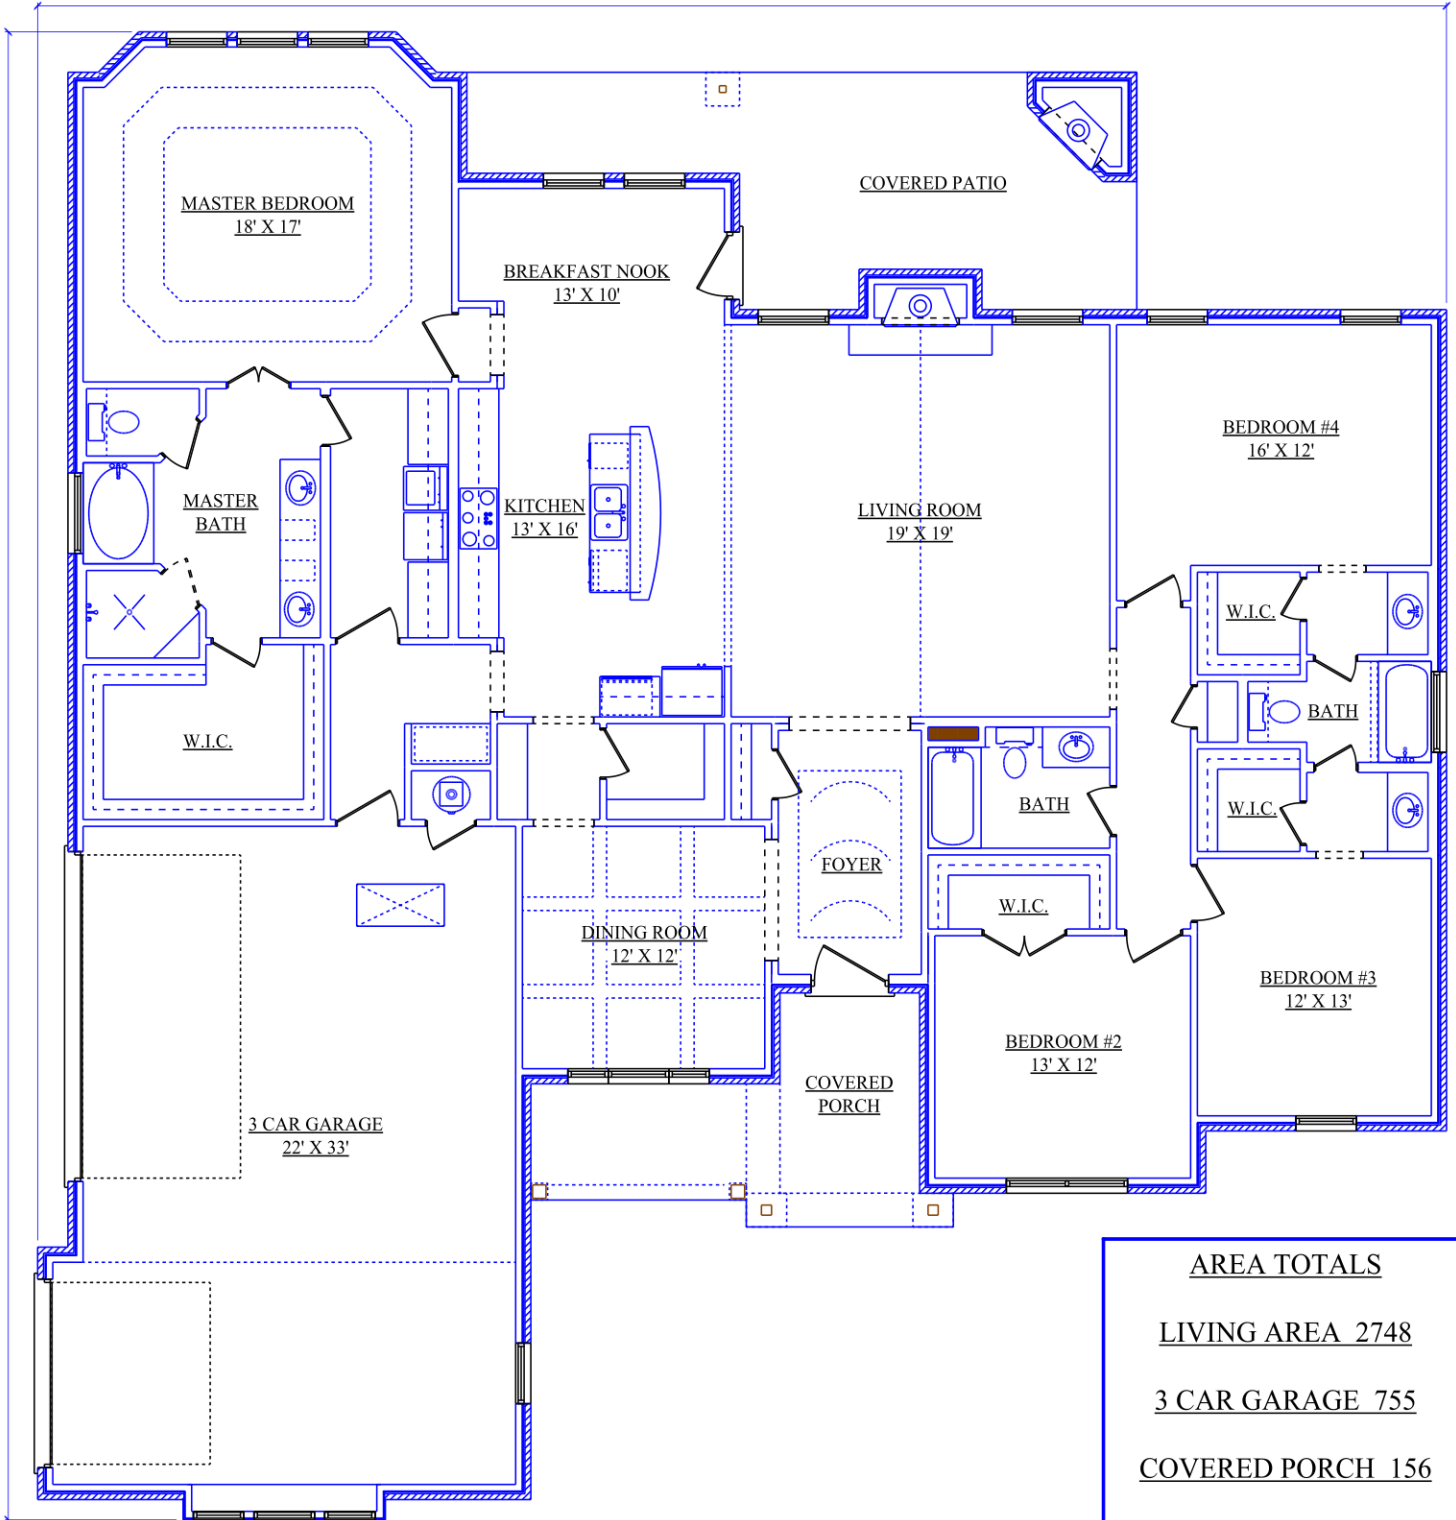 COVERED PATIO
MASTER BEDROOM
18' X 17'
BREAKFAST NOOK
13' X 10'
BEDROOM #4
16' X 12'
MASTER
BATH
KITCHEN
13' X 16'
LIVING ROOM
19' X 19'
W.I.C.
BATH
W.I.C.
W.I.C.
BATH
FOYER
W.I.C.
DINING ROOM
12' X 12'
BEDROOM #3
12' X 13'
BEDROOM #2
13' X 12'
COVERED
PORCH
3 CAR GARAGE
22' X 33'
AREA TOTALS
LIVING AREA 2748
3 CAR GARAGE 755
COVERED PORCH 156